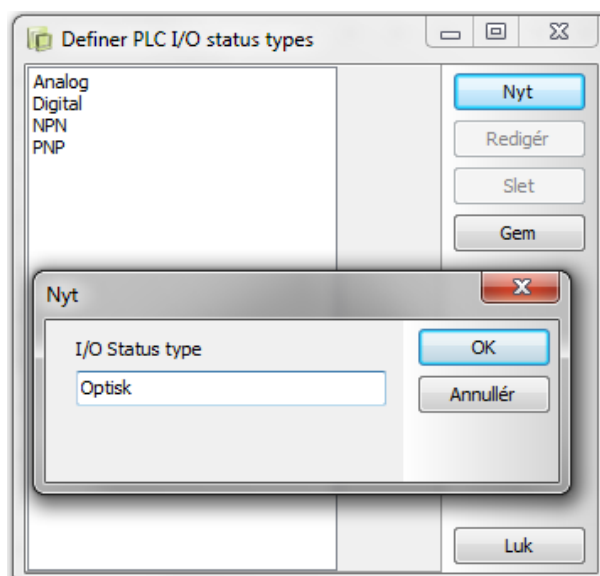 Definer PLC I/O status types
Analog
Digital
NPN
PNP
Nyt
Redigér
Slet
Gem
Nyt
I/O Status type
Optisk
OK
Annullér
Luk